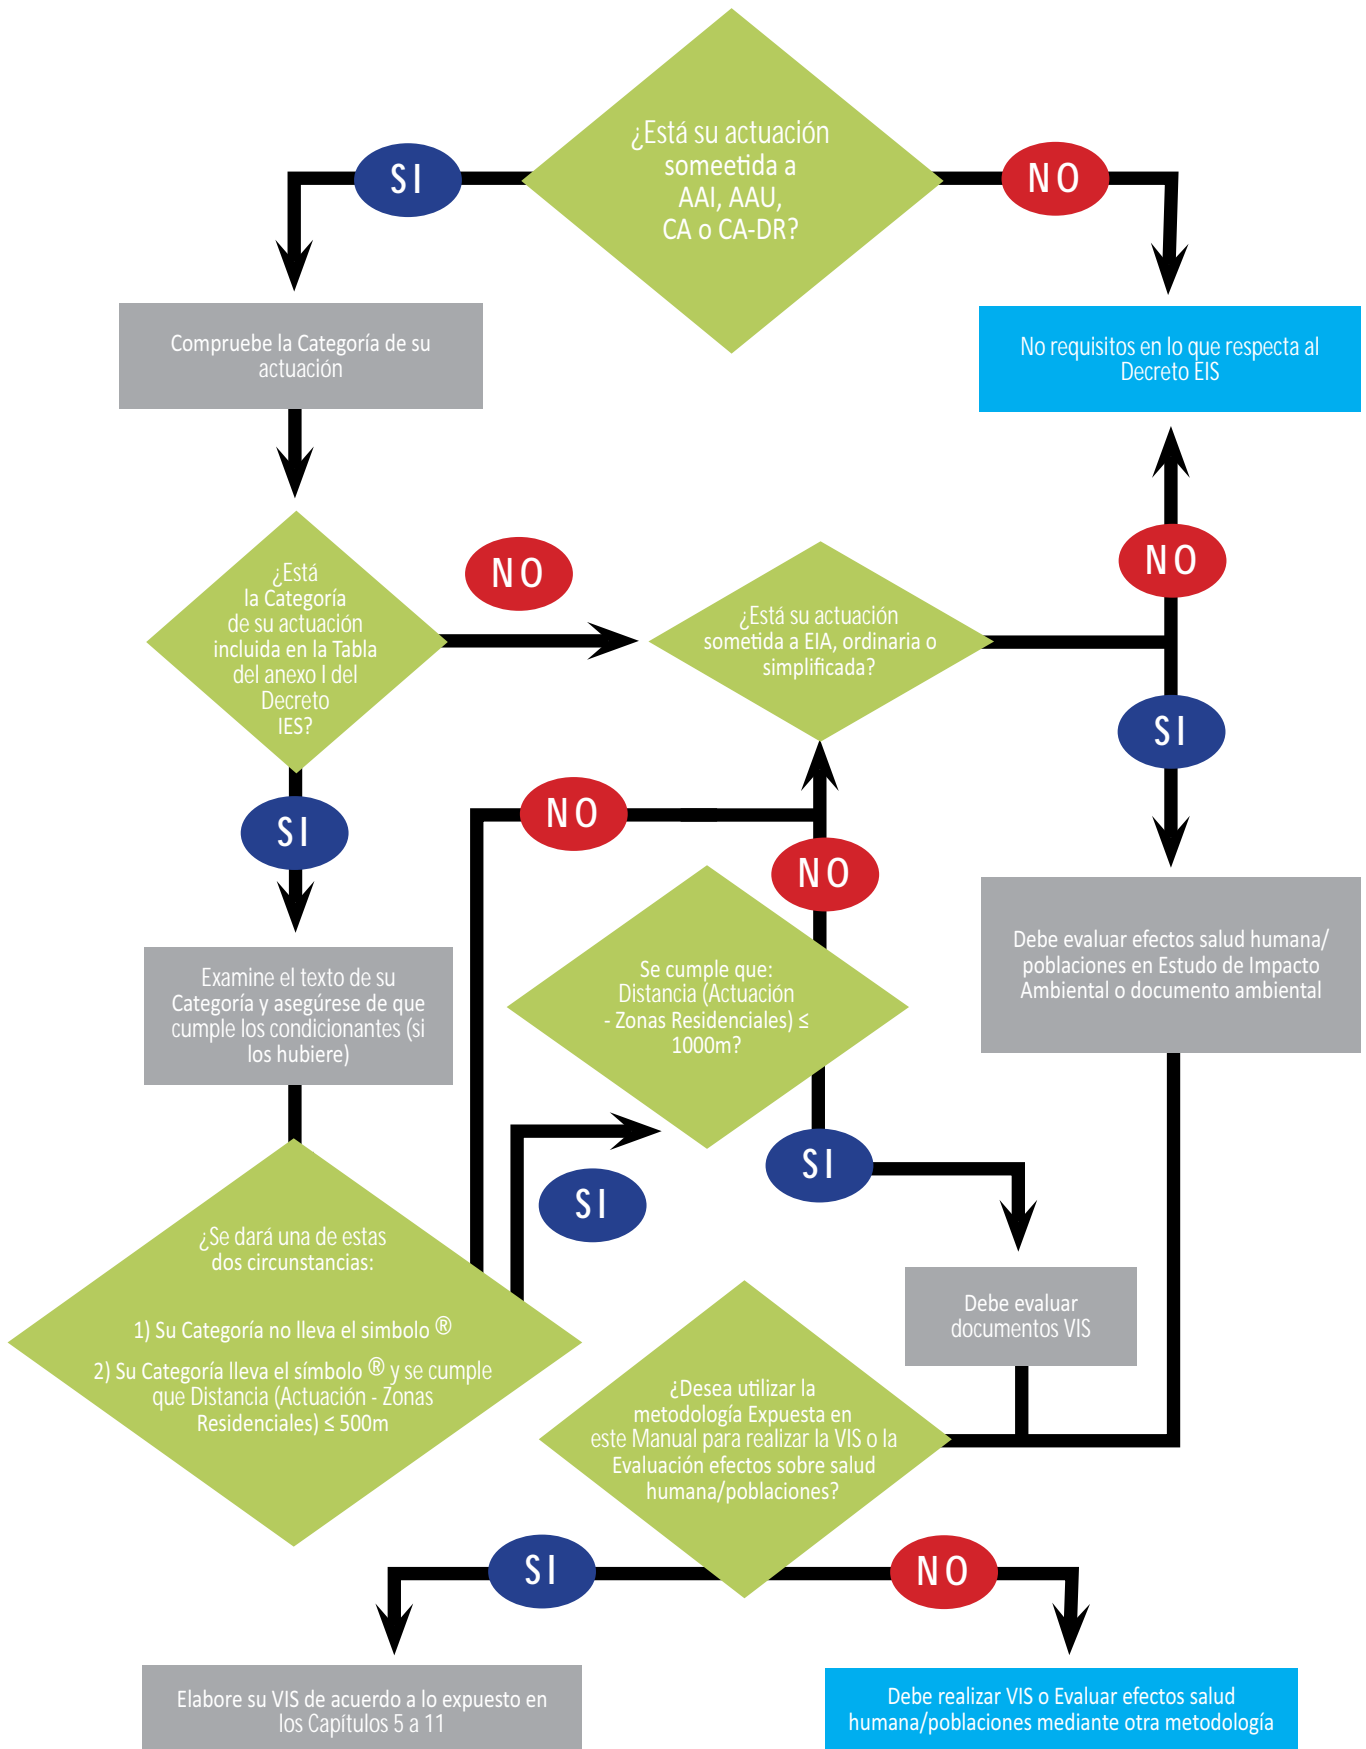 ¿Está su actuación
someetida a
AAI, AAU,
CA o CA-DR?
SI
NO
Compruebe la Categoría de su
actuación
No requisitos en lo que respecta al
Decreto EIS
¿Está
la Categoría
de su actuación
incluida en la Tabla
del anexo I del
Decreto
IES?
NO
¿Está su actuación
sometida a EIA, ordinaria o
simplificada?
NO
SI
SI
NO
NO
Examine el texto de su
Categoría y asegúrese de que
cumple los condicionantes (si
los hubiere)
Se cumple que:
Distancia (Actuación
- Zonas Residenciales) ≤
1000m?
Debe evaluar efectos salud humana/
poblaciones en Estudo de Impacto
Ambiental o documento ambiental
SI
SI
¿Se dará una de estas
dos circunstancias:
1) Su Categoría no lleva el simbolo ®
2) Su Categoría lleva el símbolo ® y se cumple
que Distancia (Actuación - Zonas
Residenciales) ≤ 500m
Debe evaluar
documentos VIS
¿Desea utilizar la
metodología Expuesta en
este Manual para realizar la VIS o la
Evaluación efectos sobre salud
humana/poblaciones?
SI
NO
Elabore su VIS de acuerdo a lo expuesto en
los Capítulos 5 a 11
Debe realizar VIS o Evaluar efectos salud
humana/poblaciones mediante otra metodología